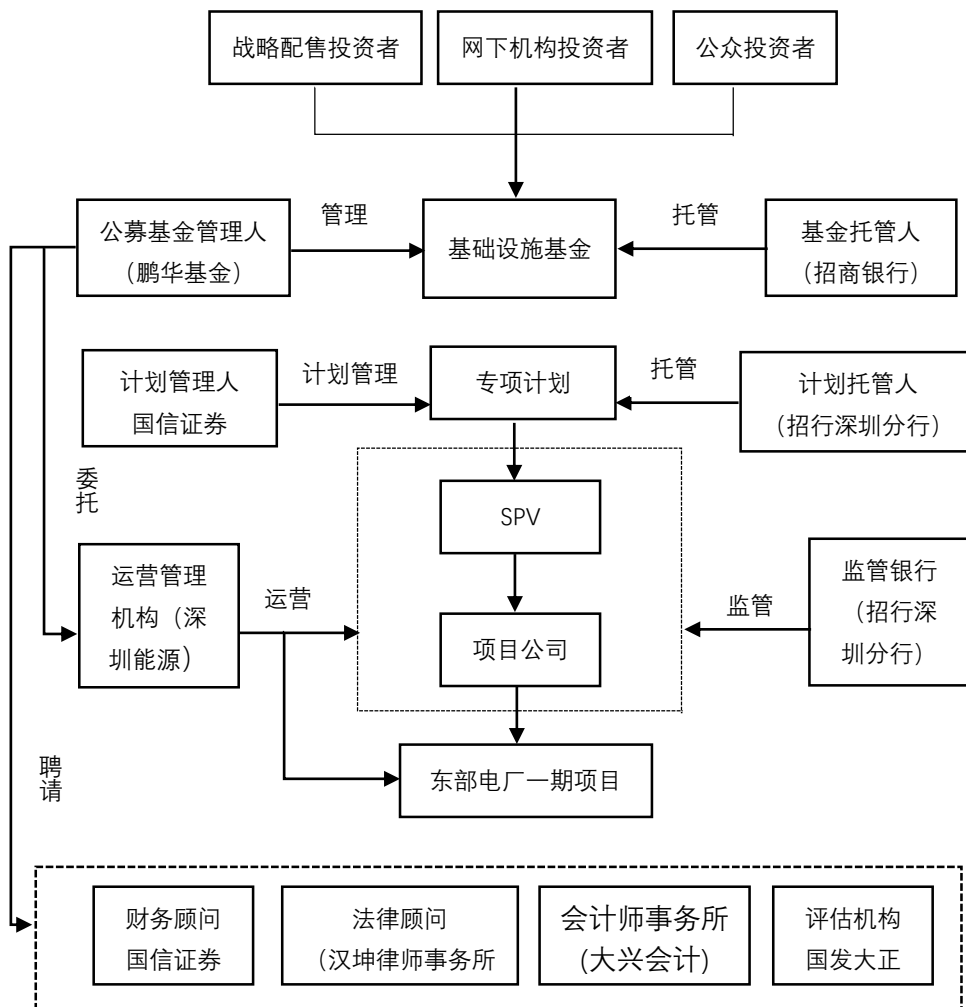 战略配售投资者
网下机构投资者
公众投资者
公募基金管理人
（鹏华基金）
管理
基础设施基金
托管
基金托管人
（招商银行）
计划管理人
国信证券
计划管理
专项计划
托管
计划托管人
（招行深圳分行）
委
托
SPV
运营管理
机构（深
圳能源）
运营
项目公司
监管
监管银行
（招行深
圳分行）
聘
请
东部电厂一期项目
财务顾问
国信证券
法律顾问
（汉坤律师事务所
会计师事务所
(大兴会计)
评估机构
国发大正